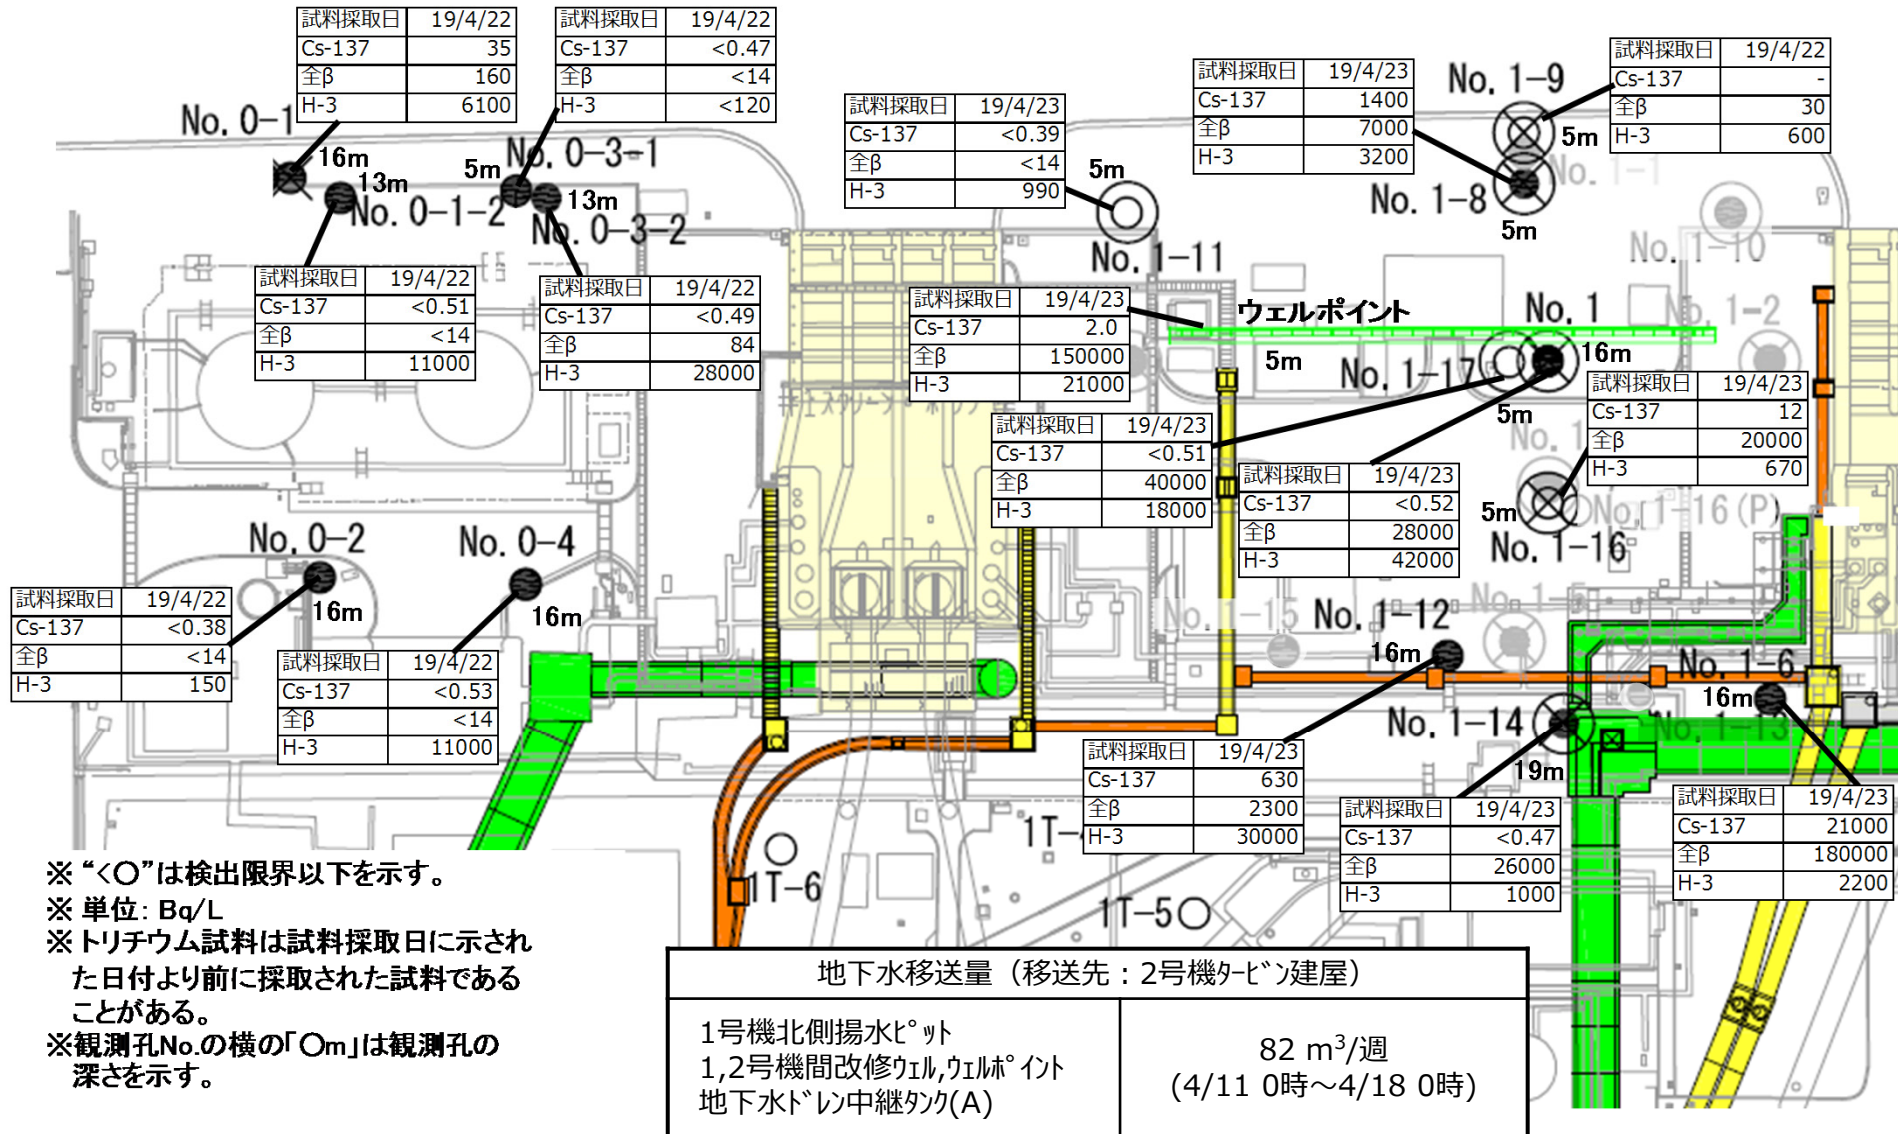 試料採取日 19/4/22
Cs-137 35
全β 160
H-3 6100
試料採取日 19/4/22
Cs-137 <0.47
全β <14
H-3 <120
試料採取日 19/4/23
Cs-137 <0.39
全β <14
H-3 990
試料採取日 19/4/23
Cs-137 1400
全β 7000
H-3 3200
試料採取日 19/4/22
Cs-137 -
全β 30
H-3 600
No. 0-1
16m
13m
No. 0-1-2
5m
No. 0-3-1
13m
No. 0-3-2
5m
No. 1-11
No. 1-9
5m
No. 1-1
No. 1-8
5m
No. 1-10
試料採取日 19/4/22
Cs-137 <0.51
全β <14
H-3 11000
試料採取日 19/4/22
Cs-137 <0.49
全β 84
H-3 28000
試料採取日 19/4/23
Cs-137 2.0
全β 150000
H-3 21000
ウェルポイント
5m
No. 1
No. 1-2
16m
No. 1-17
5m
試料採取日 19/4/23
Cs-137 12
全β 20000
H-3 670
試料採取日 19/4/23
Cs-137 <0.51
全β 40000
H-3 18000
試料採取日 19/4/23
Cs-137 <0.52
全β 28000
H-3 42000
5m
No. 1-16(P)
No. 1-16
No. 0-2
16m
No. 0-4
16m
試料採取日 19/4/22
Cs-137 <0.38
全β <14
H-3 150
試料採取日 19/4/22
Cs-137 <0.53
全β <14
H-3 11000
No. 1-15
No. 1-12
No. 1-5
16m
No. 1-6
16m
No. 1-14
No. 1-13
19m
試料採取日 19/4/23
Cs-137 630
全β 2300
H-3 30000
試料採取日 19/4/23
Cs-137 <0.47
全β 26000
H-3 1000
試料採取日 19/4/23
Cs-137 21000
全β 180000
H-3 2200
1T-6
1T-5
※ “<○”は検出限界以下を示す。
※ 単位: Bq/L
※ トリチウム試料は試料採取日に示され
た日付より前に採取された試料である
ことがある。
※観測孔No.の横の「○m」は観測孔の
深さを示す。
地下水移送量（移送先：2号機ﾀｰﾋﾞﾝ建屋）
1号機北側揚水ﾋﾟｯﾄ
1,2号機間改修ｳｪﾙ,ｳｪﾙﾎﾟｲﾝﾄ
地下水ﾄﾞﾚﾝ中継ﾀﾝｸ(A)
82 m³/週
(4/11 0時～4/18 0時)